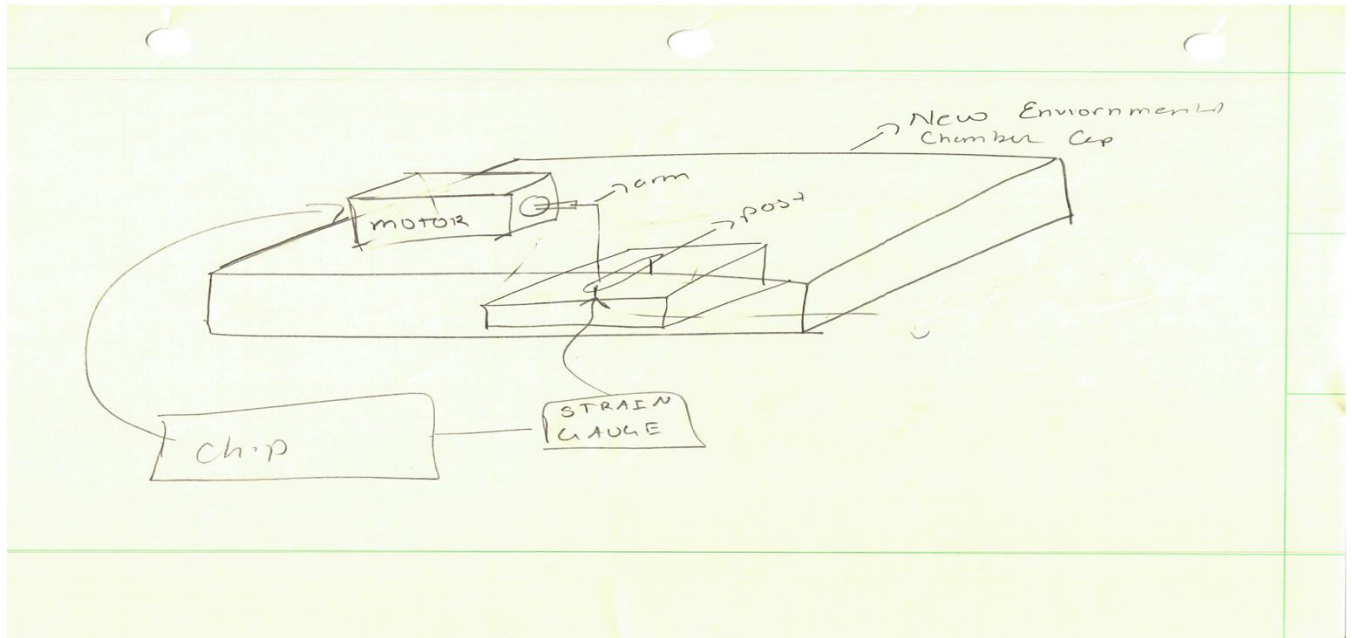 New Enviornmental
Chamber Cap
arm
post
MOTOR
STRAIN
GAUGE
Chip